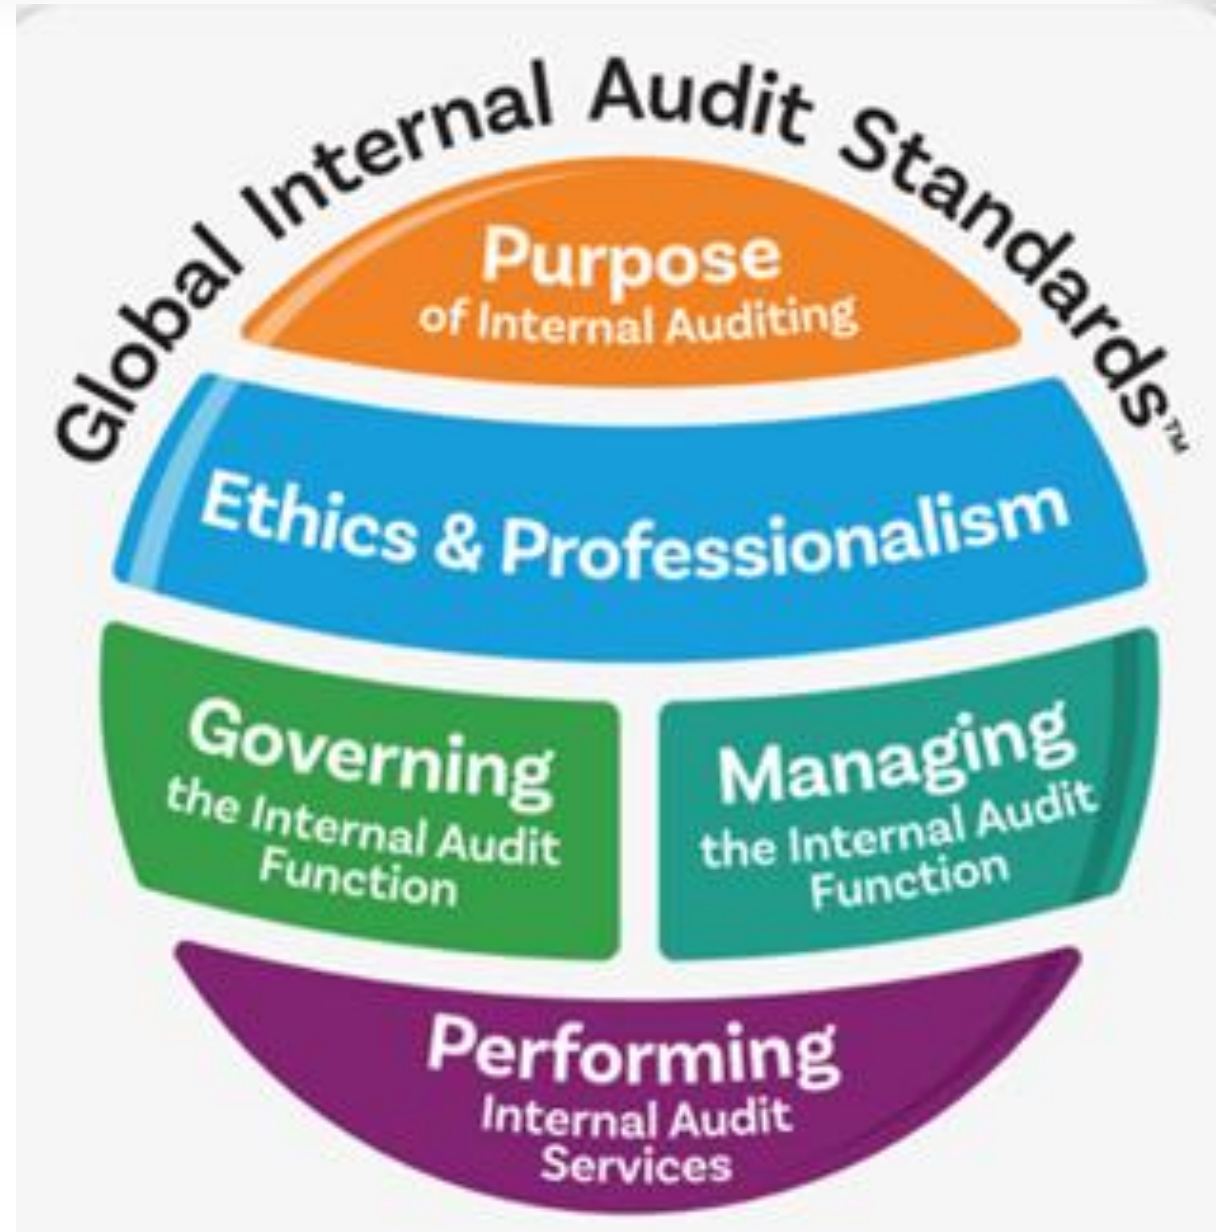 Global Internal Audit Standards™
Purpose
of Internal Auditing
Ethics & Professionalism
Governing
the Internal Audit
Function
Managing
the Internal Audit
Function
Performing
Internal Audit
Services